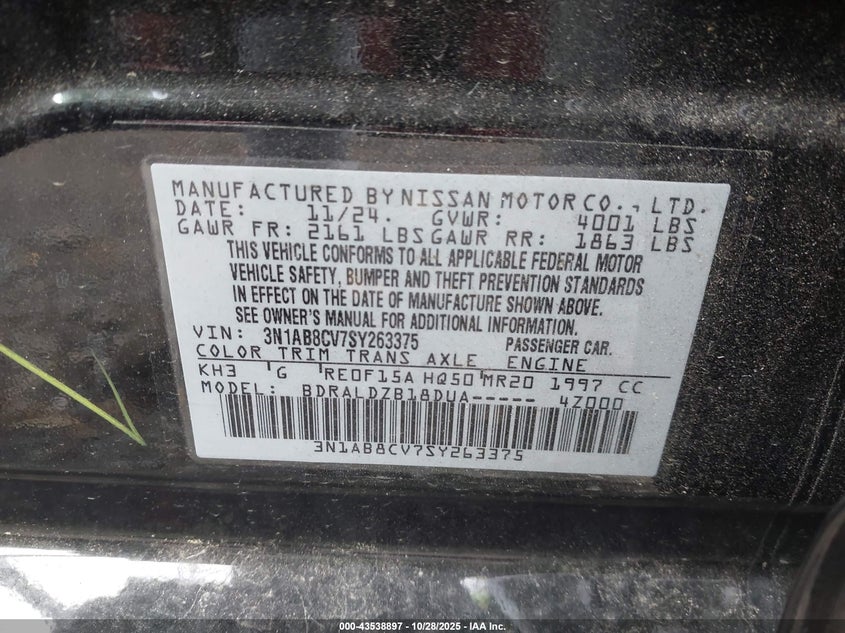 MANUFACTURED BY NISSAN MOTOR CO., LTD.
DATE: 11/24. GVWR: 4001 LBS
GAWR FR: 2161 LBS GAWR RR: 1863 LBS
THIS VEHICLE CONFORMS TO ALL APPLICABLE FEDERAL MOTOR
VEHICLE SAFETY, BUMPER AND THEFT PREVENTION STANDARDS
IN EFFECT ON THE DATE OF MANUFACTURE SHOWN ABOVE.
SEE OWNER'S MANUAL FOR ADDITIONAL INFORMATION.
VIN: 3N1AB8CV7SY263375 PASSENGER CAR.
COLOR TRIM TRANS AXLE ENGINE
KH3 G RE0F15A HQ50 MR20 1997 CC
MODEL: BDRALDZB18DUA----- 4Z000
3N1AB8CV7SY263375
000-43538897 | 10/28/2025 - IAA Inc.